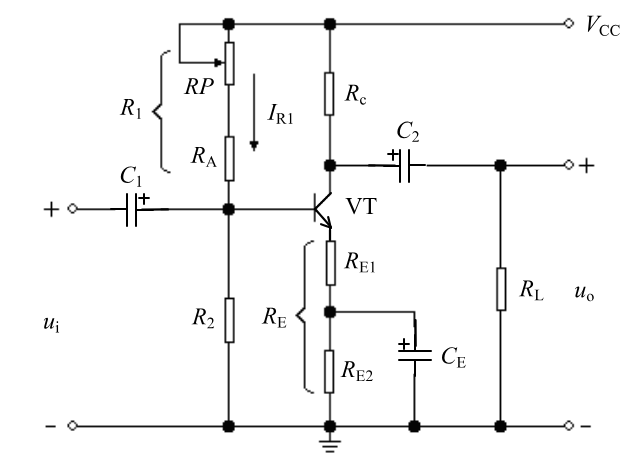 V_CC
RP
R_c
R_1
I_R1
C_2
+
+
R_A
C_1
+
+
VT
R_E1
R_2
R_E
R_L
u_o
u_i
+
C_E
R_E2
−
−